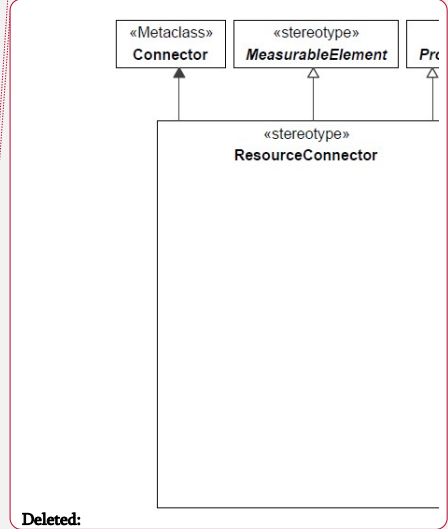 «Metaclass» «stereotype»
Connector MeasurableElement
«stereotype»
ResourceConnector
Deleted: